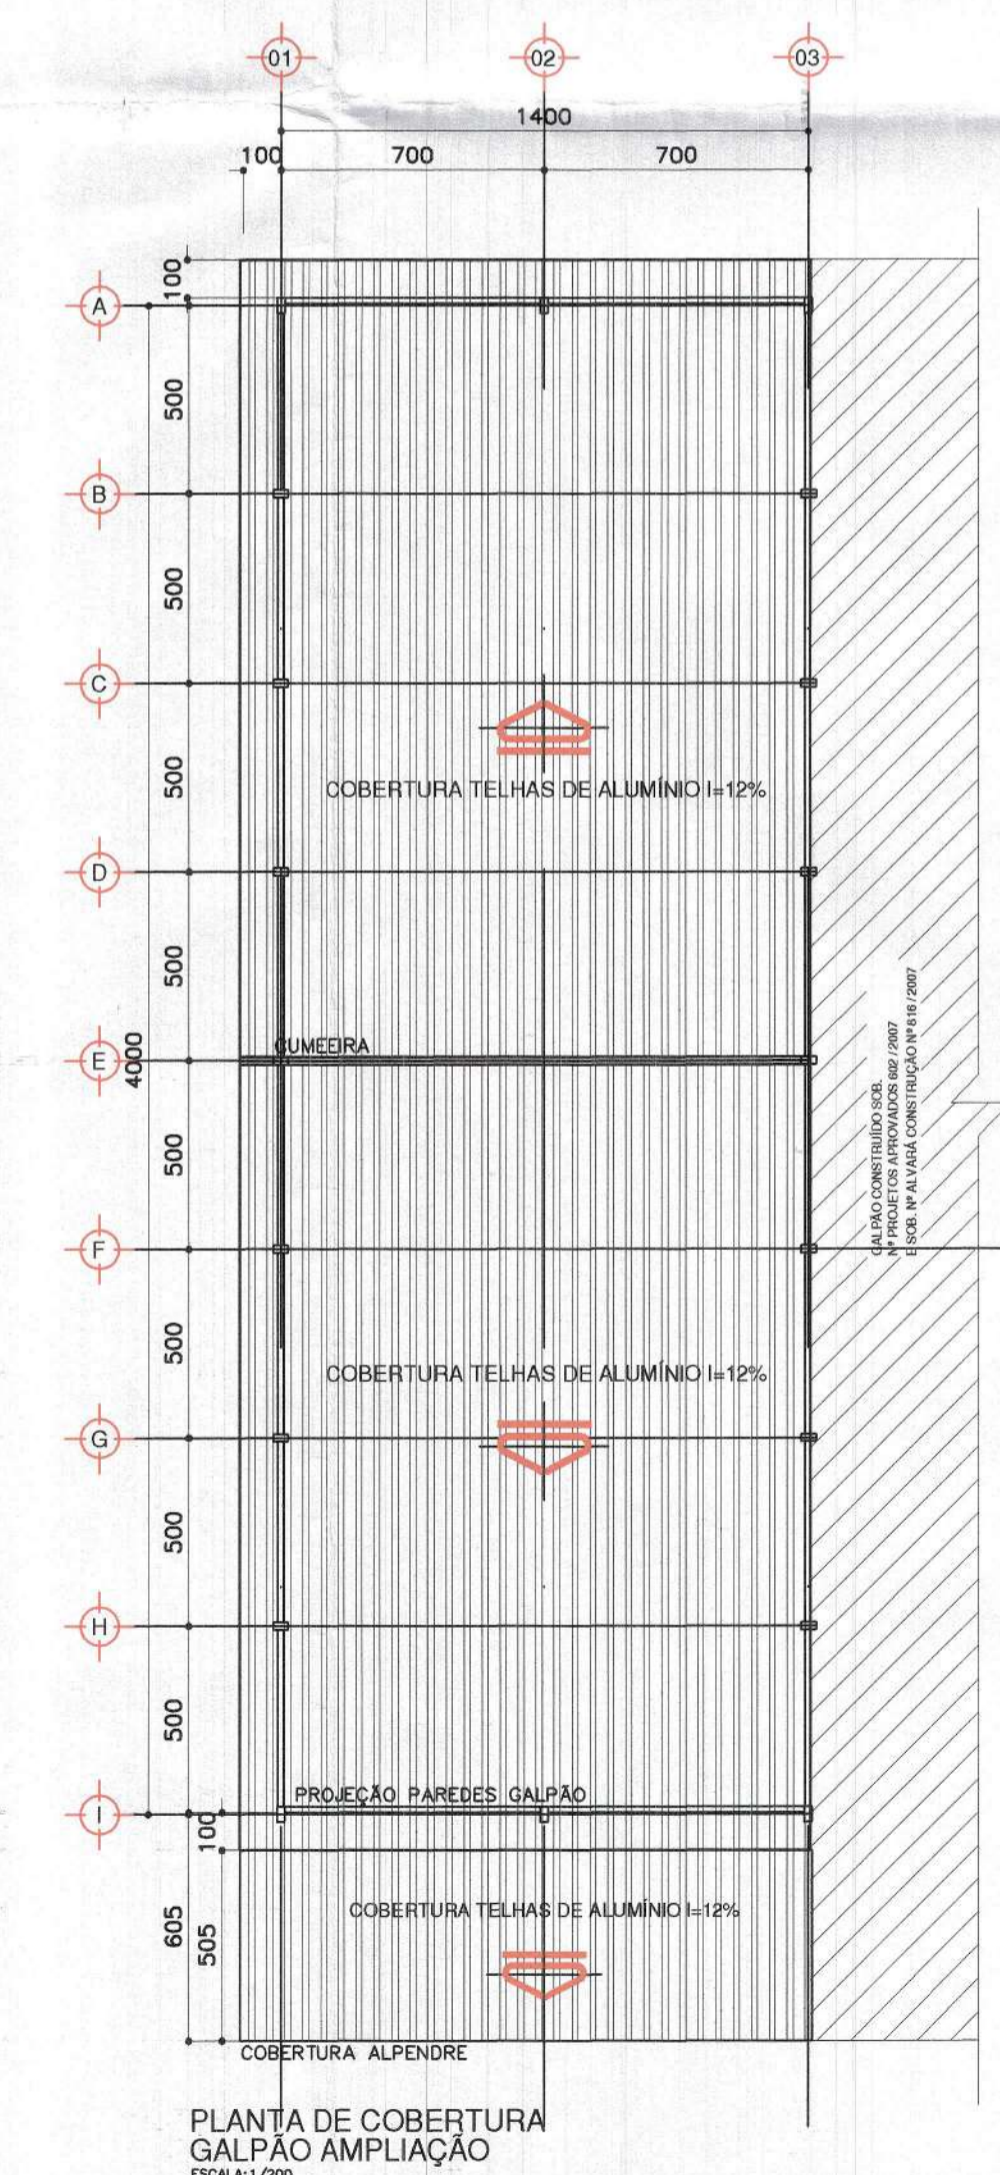 01 02 03
1400
100 700 700
100
A
500
B
500
C
500
COBERTURA TELHAS DE ALUMÍNIO I=12%
D
500
CUMEEIRA
E
4000
500
GALPÃO CONSTRUÍDO SOB.
Nº PROJETOS APROVADOS 602 /2007
E SOB. Nº ALVARÁ CONSTRUÇÃO Nº 816 /2007
F
500
COBERTURA TELHAS DE ALUMÍNIO I=12%
G
500
H
500
PROJEÇÃO PAREDES GALPÃO
I
100
605
505
COBERTURA TELHAS DE ALUMÍNIO I=12%
COBERTURA ALPENDRE
PLANTA DE COBERTURA
GALPÃO AMPLIAÇÃO
ESCALA: 1/200